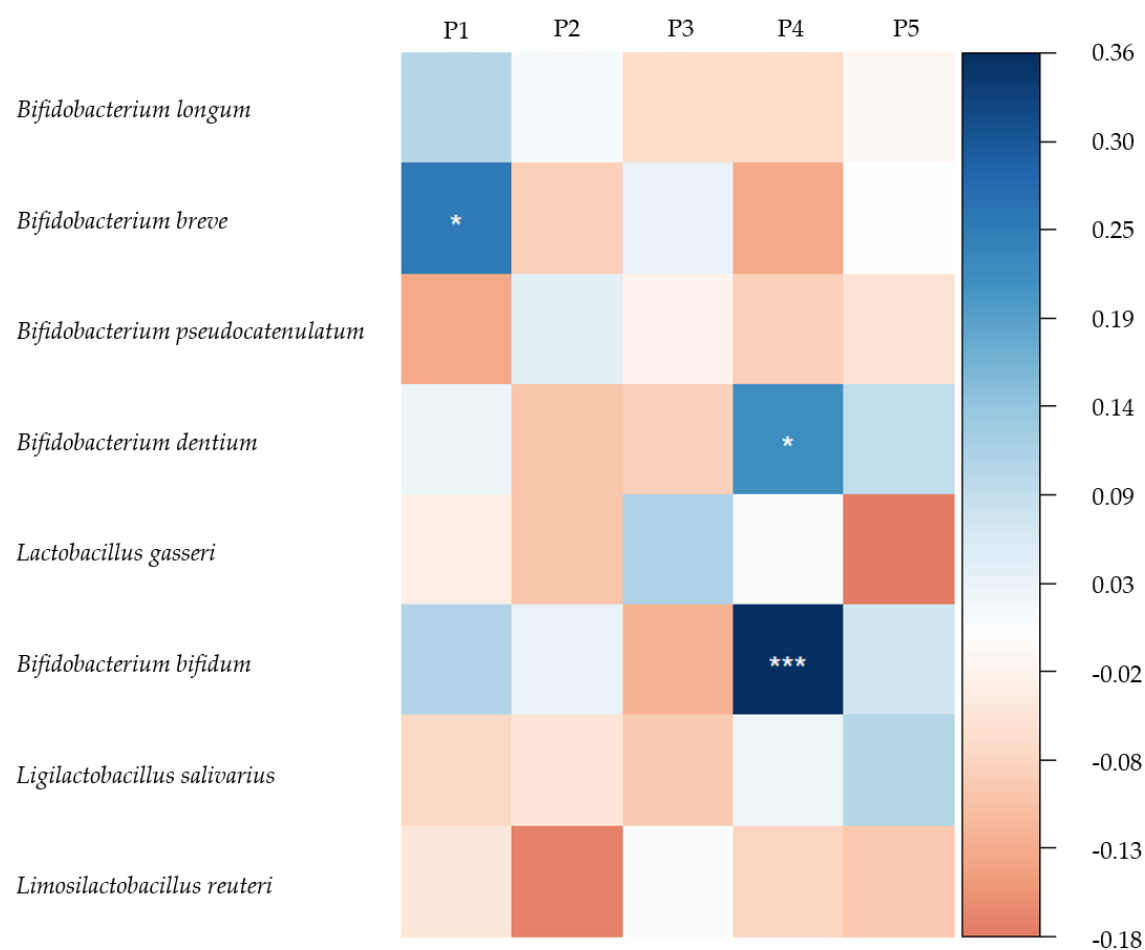 P1 P2 P3 P4 P5
0.36
Bifidobacterium longum
0.30
Bifidobacterium breve *
0.25
Bifidobacterium pseudocatenulatum
0.19
0.14
Bifidobacterium dentium *
0.09
Lactobacillus gasseri
0.03
Bifidobacterium bifidum ***
-0.02
Ligilactobacillus salivarius
-0.08
-0.13
Limosilactobacillus reuteri
-0.18